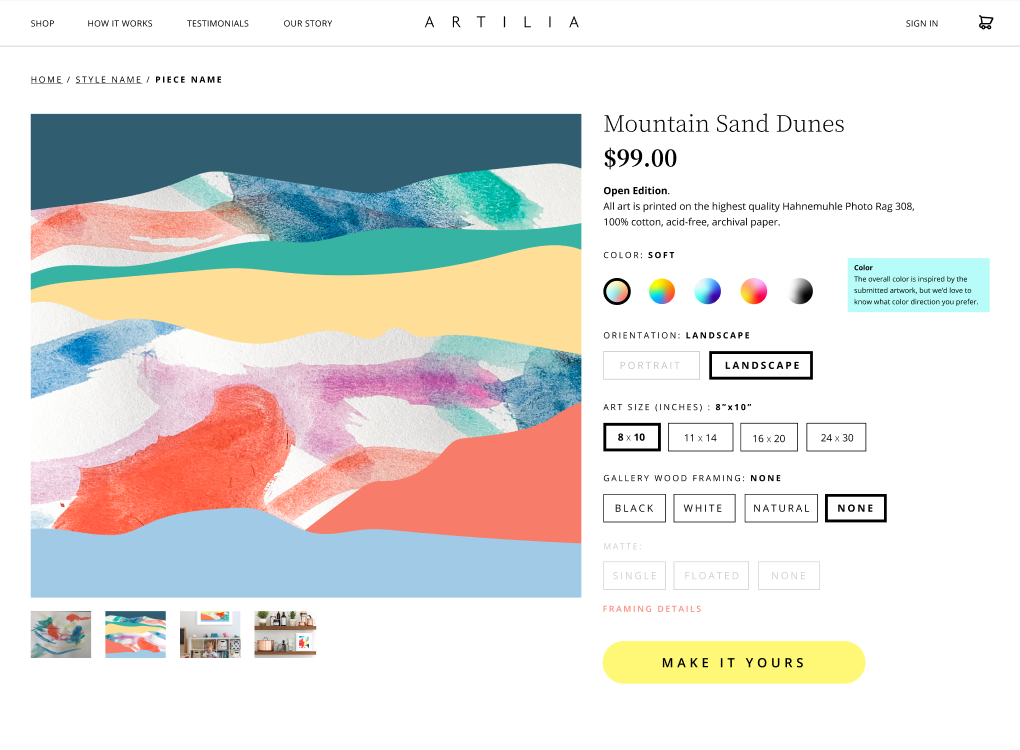 SHOP HOW IT WORKS TESTIMONIALS OUR STORY ARTILIA SIGN IN
HOME / STYLE NAME / PIECE NAME
Mountain Sand Dunes
$99.00
Open Edition.
All art is printed on the highest quality Hahnemuhle Photo Rag 308,
100% cotton, acid-free, archival paper.
COLOR: SOFT
Color
The overall color is inspired by the
submitted artwork, but we'd love to
know what color direction you prefer.
ORIENTATION: LANDSCAPE
PORTRAIT LANDSCAPE
ART SIZE (INCHES) : 8"x10"
8 x 10 11 x 14 16 x 20 24 x 30
GALLERY WOOD FRAMING: NONE
BLACK WHITE NATURAL NONE
MATTE:
SINGLE FLOATED NONE
FRAMING DETAILS
MAKE IT YOURS